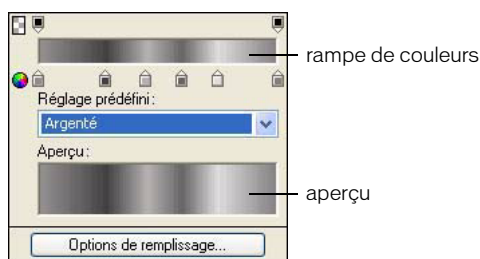 rampe de couleurs
Réglage prédéfini :
Argenté
Aperçu :
aperçu
Options de remplissage...